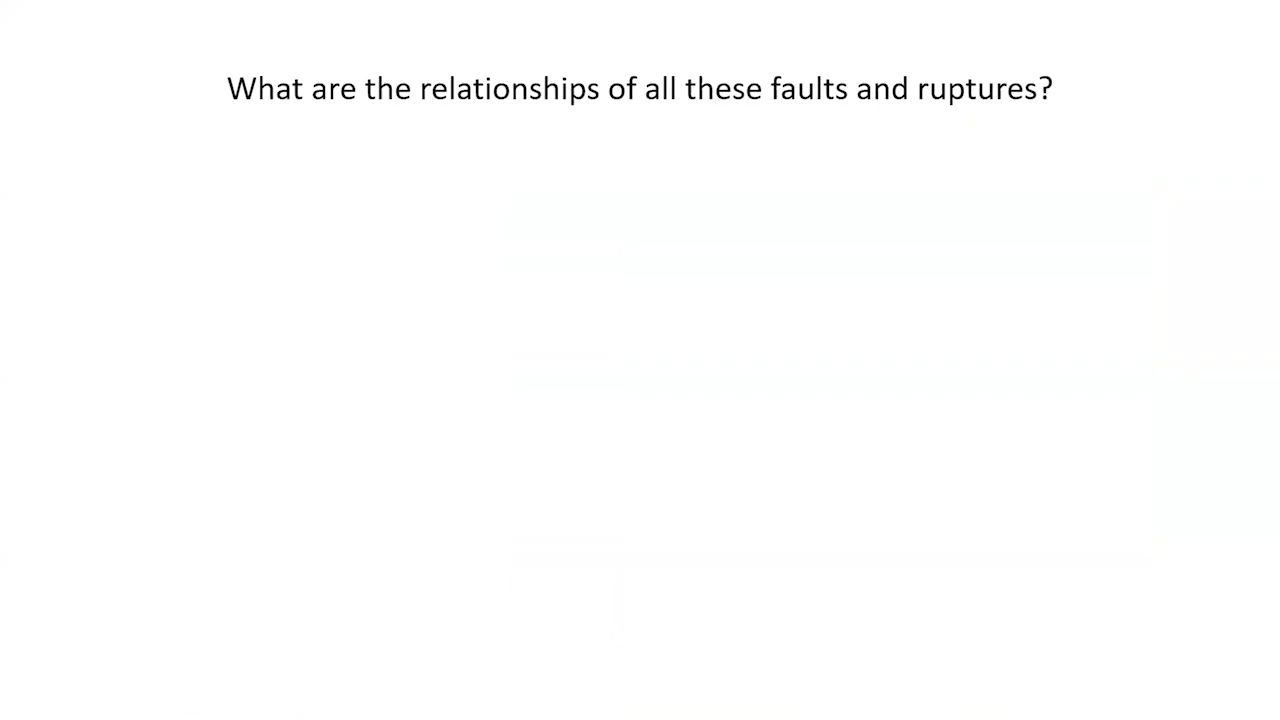 What are the relationships of all these faults and ruptures?